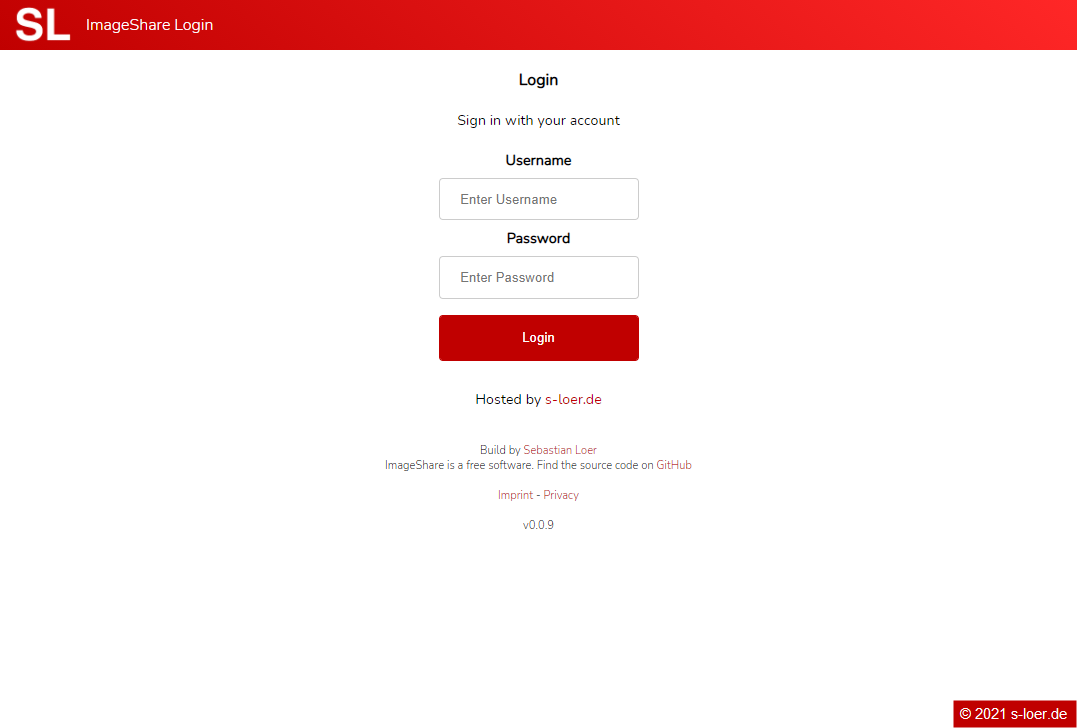 SL ImageShare Login
Login
Sign in with your account
Username
Enter Username
Password
Enter Password
Login
Hosted by s-loer.de
Build by Sebastian Loer
ImageShare is a free software. Find the source code on GitHub
Imprint - Privacy
v0.0.9
© 2021 s-loer.de